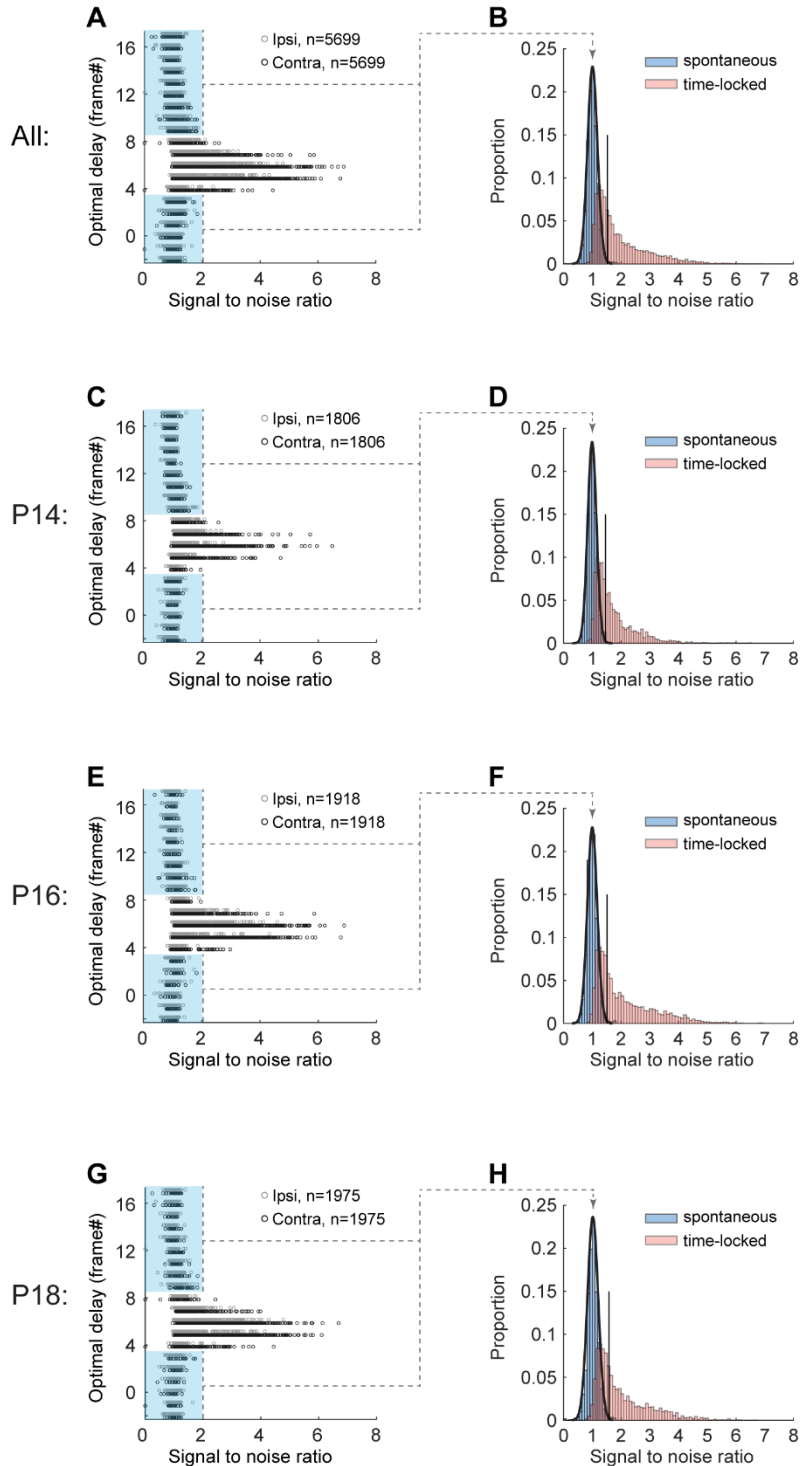 All:
A
Ipsi, n=5699
Contra, n=5699
Optimal delay (frame#)
16
12
8
4
0
0 2 4 6 8
Signal to noise ratio
B
spontaneous
time-locked
Proportion
0.25
0.2
0.15
0.1
0.05
0
0 1 2 3 4 5 6 7 8
Signal to noise ratio
P14:
C
Ipsi, n=1806
Contra, n=1806
Optimal delay (frame#)
16
12
8
4
0
0 2 4 6 8
Signal to noise ratio
D
spontaneous
time-locked
Proportion
0.25
0.2
0.15
0.1
0.05
0
0 1 2 3 4 5 6 7 8
Signal to noise ratio
P16:
E
Ipsi, n=1918
Contra, n=1918
Optimal delay (frame#)
16
12
8
4
0
0 2 4 6 8
Signal to noise ratio
F
spontaneous
time-locked
Proportion
0.25
0.2
0.15
0.1
0.05
0
0 1 2 3 4 5 6 7 8
Signal to noise ratio
P18:
G
Ipsi, n=1975
Contra, n=1975
Optimal delay (frame#)
16
12
8
4
0
0 2 4 6 8
Signal to noise ratio
H
spontaneous
time-locked
Proportion
0.25
0.2
0.15
0.1
0.05
0
0 1 2 3 4 5 6 7 8
Signal to noise ratio